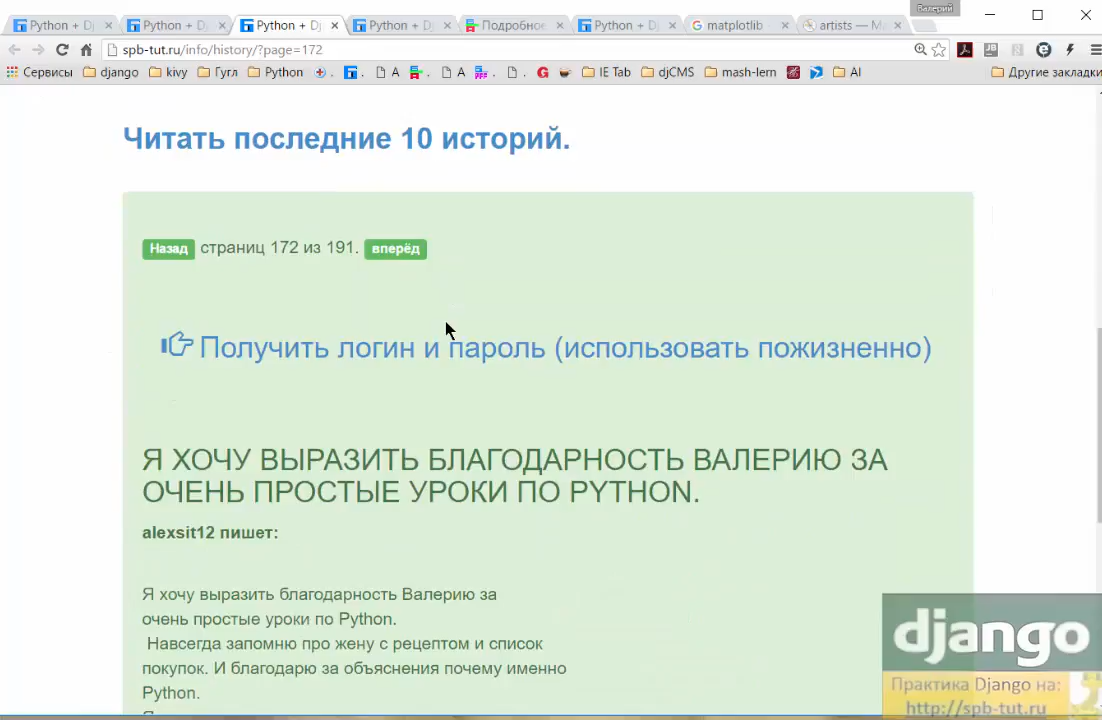 Валерий
Python + Dj
Python + Dj
Python + Dj
Python + Dj
Подробное
Python + Dj
matplotlib
artists — Ma
spb-tut.ru/info/history/?page=172
Сервисы django kivy Гугл Python A A IE Tab djCMS mash-lern AI Другие закладки
Читать последние 10 историй.
Назад страниц 172 из 191. вперёд
Получить логин и пароль (использовать пожизненно)
Я ХОЧУ ВЫРАЗИТЬ БЛАГОДАРНОСТЬ ВАЛЕРИЮ ЗА
ОЧЕНЬ ПРОСТЫЕ УРОКИ ПО PYTHON.
alexsit12 пишет:
Я хочу выразить благодарность Валерию за
очень простые уроки по Python.
Навсегда запомню про жену с рецептом и список
покупок. И благодарю за объяснения почему именно
Python.
django
Практика Django на:
http://spb-tut.ru